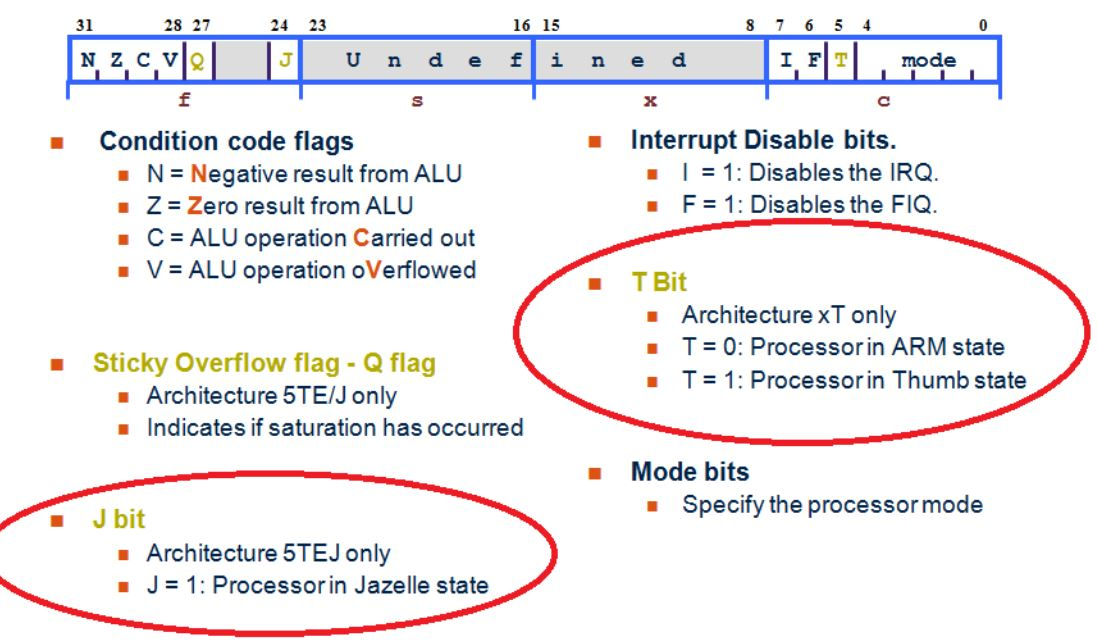 31 28 27 24 23 16 15 8 7 6 5 4 0
N Z C V Q J U n d e f i n e d I F T mode
f s x c
Condition code flags
N = Negative result from ALU
Z = Zero result from ALU
C = ALU operation Carried out
V = ALU operation oVerflowed
Sticky Overflow flag - Q flag
Architecture 5TE/J only
Indicates if saturation has occurred
J bit
Architecture 5TEJ only
J = 1: Processor in Jazelle state
Interrupt Disable bits.
I = 1: Disables the IRQ.
F = 1: Disables the FIQ.
T Bit
Architecture xT only
T = 0: Processor in ARM state
T = 1: Processor in Thumb state
Mode bits
Specify the processor mode